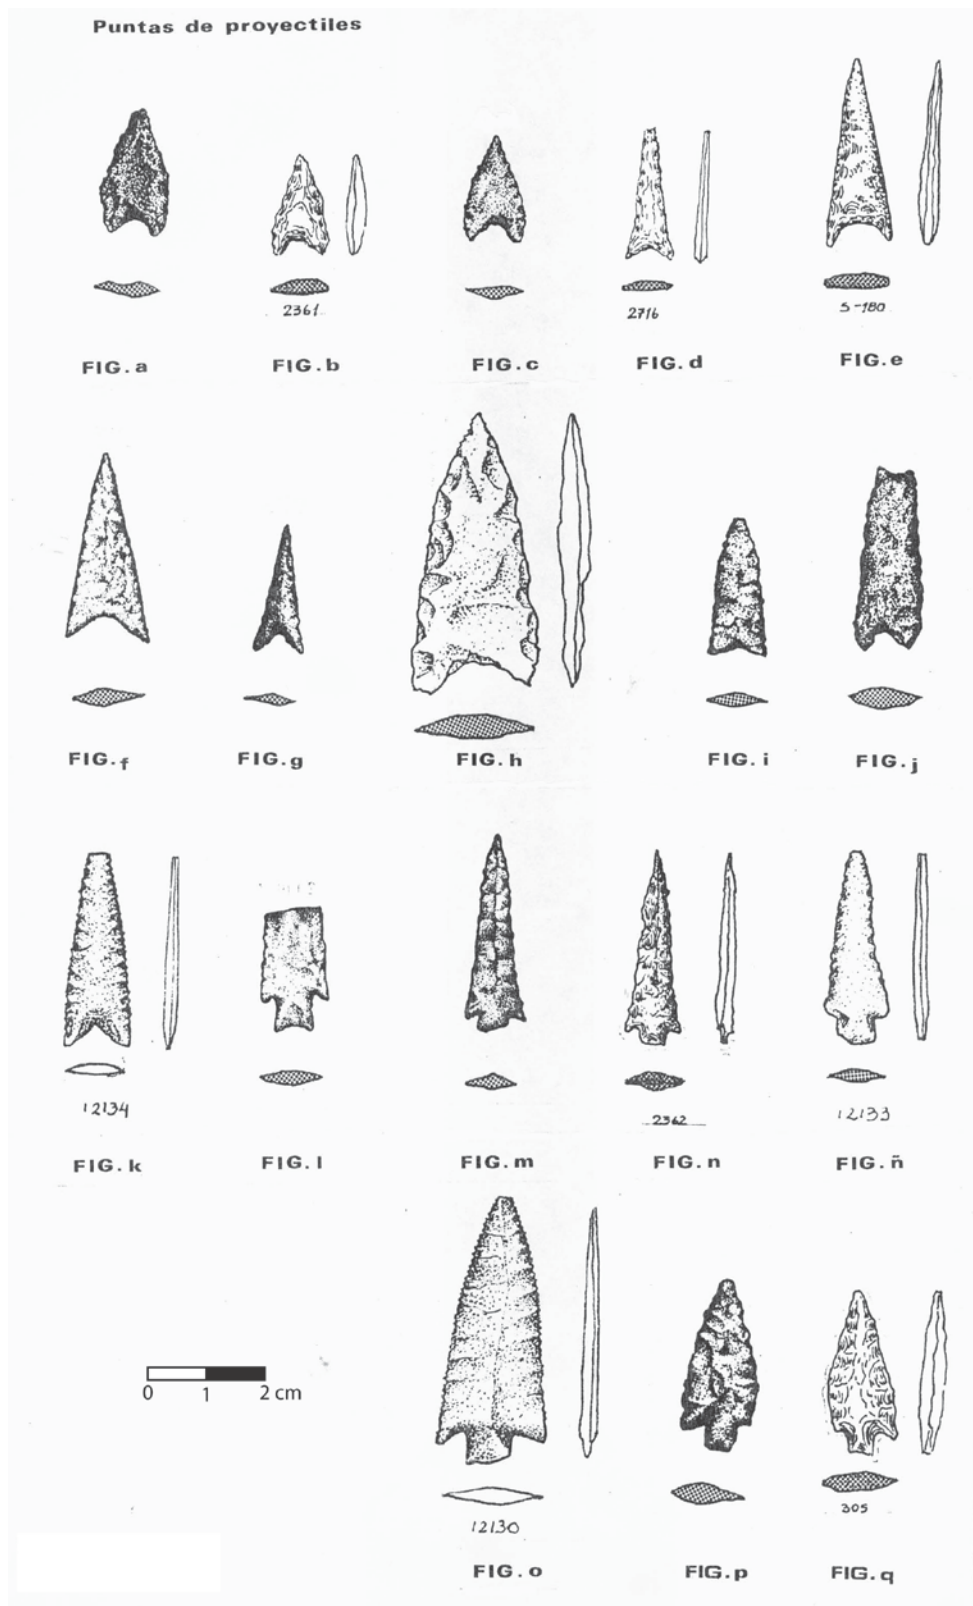 Puntas de proyectiles
2361
2716
S-180
FIG. a
FIG. b
FIG. c
FIG. d
FIG. e
FIG. f
FIG. g
FIG. h
FIG. i
FIG. j
12134
2362
12133
FIG. k
FIG. l
FIG. m
FIG. n
FIG. ñ
0 1 2 cm
12130
305
FIG. o
FIG. p
FIG. q